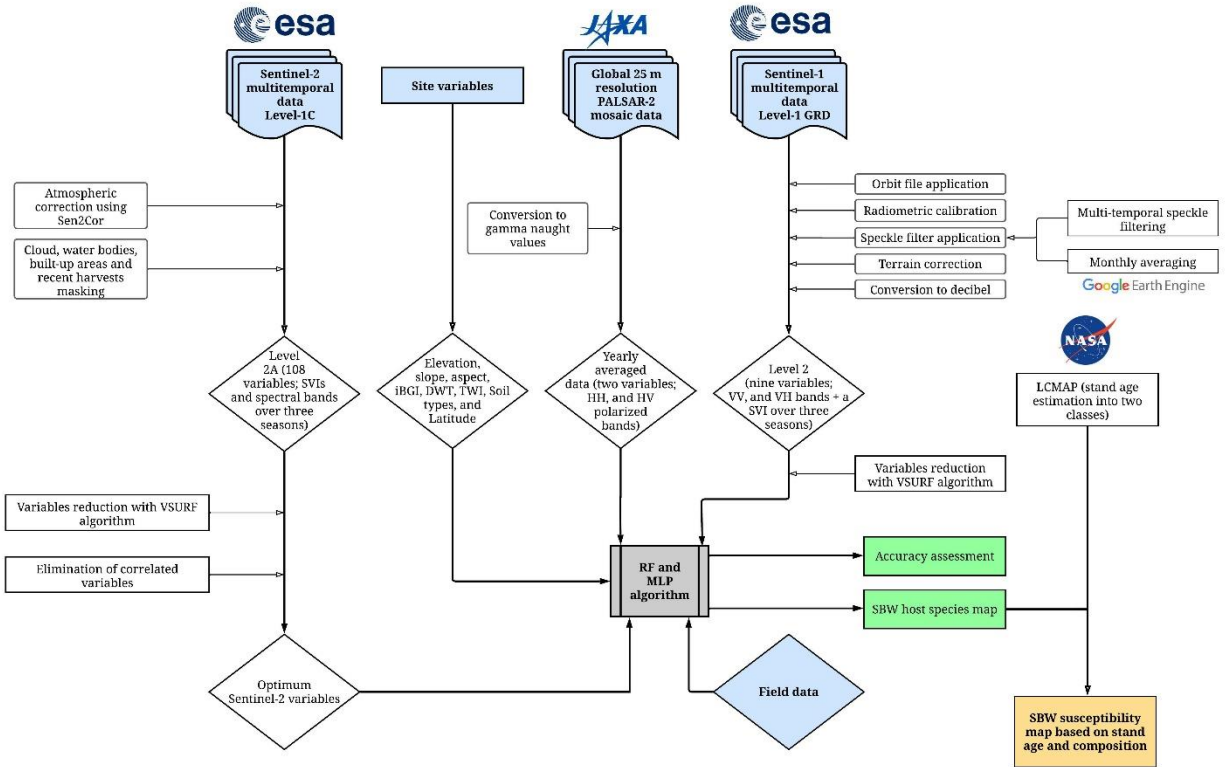 esa
JAXA
esa
Sentinel-2
multitemporal
data
Level-1C
Site variables
Global 25 m
resolution
PALSAR-2
mosaic data
Sentinel-1
multitemporal
data
Level-1 GRD
Atmospheric
correction using
Sen2Cor
Cloud, water bodies,
built-up areas and
recent harvests
masking
Conversion to
gamma naught
values
Orbit file application
Radiometric calibration
Speckle filter application
Terrain correction
Conversion to decibel
Multi-temporal speckle
filtering
Monthly averaging
Google Earth Engine
NASA
Level
2A (108
variables; SVIs
and spectral bands
over three
seasons)
Elevation,
slope, aspect,
iBGI, DWT, TWI, Soil
types, and
Latitude
Yearly
averaged
data (two variables;
HH, and HV
polarized
bands)
Level 2
(nine variables;
VV, and VH bands + a
SVI over three
seasons)
LCMAP (stand age
estimation into two
classes)
Variables reduction with VSURF
algorithm
Elimination of correlated
variables
Variables reduction
with VSURF algorithm
RF and
MLP
algorithm
Accuracy assessment
SBW host species map
Optimum
Sentinel-2 variables
Field data
SBW susceptibility
map based on stand
age and composition